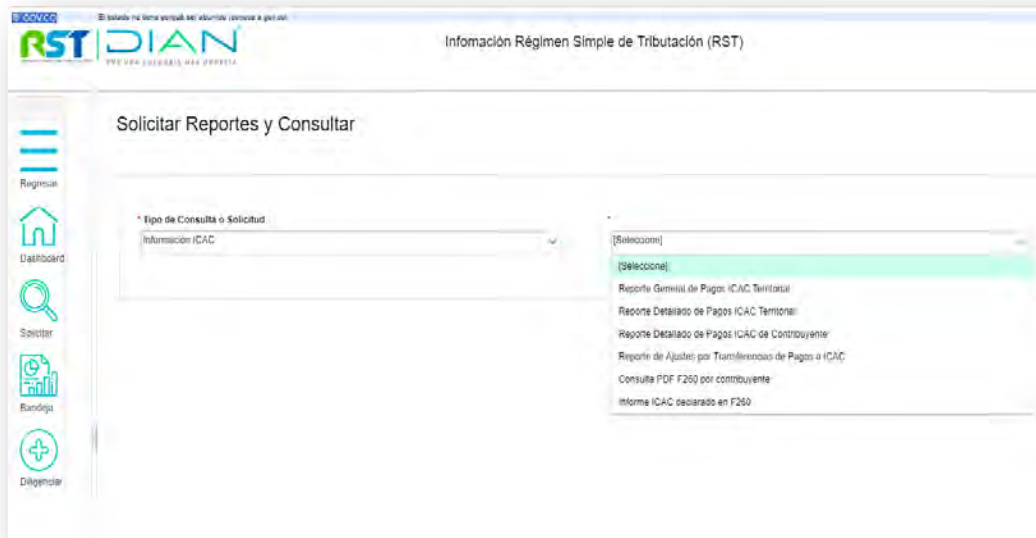 GOV.CO
RST DIAN
Infomación Régimen Simple de Tributación (RST)
Solicitar Reportes y Consultar
Regresar
Dashboard
Solicitar
Bandeja
Diligenciar
* Tipo de Consulta o Solicitud
Información ICAC
*
[Seleccione]
[Seleccione]
Reporte General de Pagos ICAC Territorial
Reporte Detallado de Pagos ICAC Territorial
Reporte Detallado de Pagos ICAC de Contribuyente
Reporte de Ajustes por Transferencias de Pagos a ICAC
Consulta PDF F260 por contribuyente
Informe ICAC declarado en F260